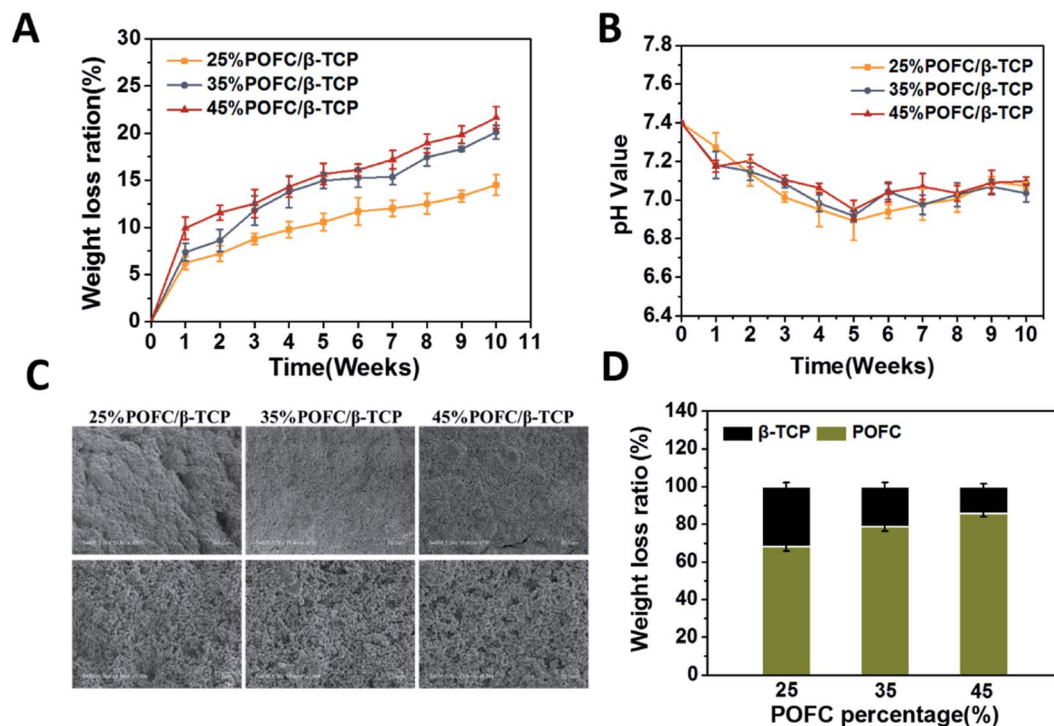 A
30
25
20
15
10
5
0
Weight loss ration(%)
25%POFC/β-TCP
35%POFC/β-TCP
45%POFC/β-TCP
0 1 2 3 4 5 6 7 8 9 10 11
Time(Weeks)
B
7.8
7.6
7.4
7.2
7.0
6.8
6.6
6.4
pH Value
25%POFC/β-TCP
35%POFC/β-TCP
45%POFC/β-TCP
0 1 2 3 4 5 6 7 8 9 10
Time(Weeks)
C
25%POFC/β-TCP 35%POFC/β-TCP 45%POFC/β-TCP
D
140
120
100
80
60
40
20
0
Weight loss ratio (%)
β-TCP POFC
25 35 45
POFC percentage(%)